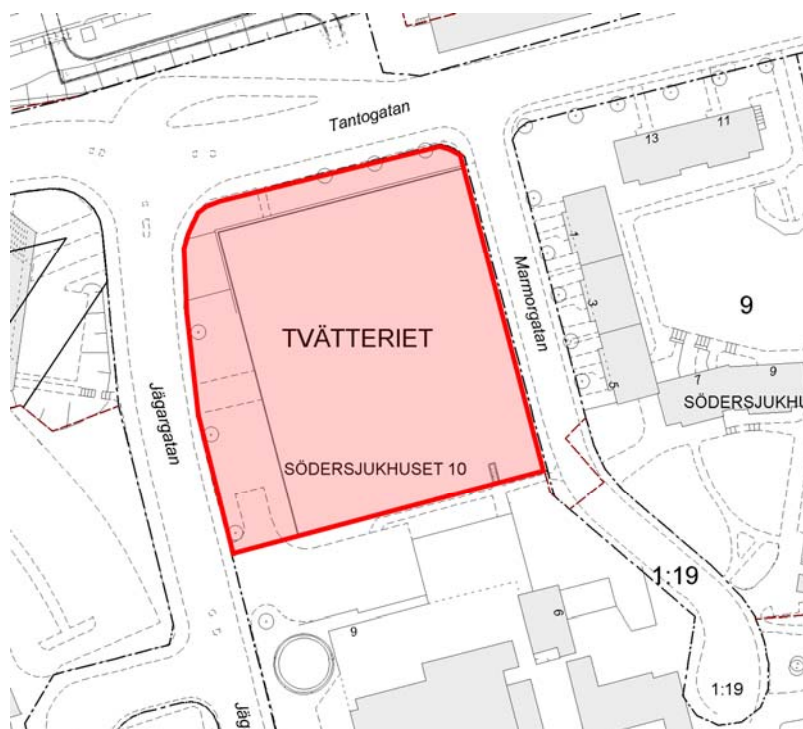 Tantogatan
13
11
1
Marmorgatan
3
9
TVÄTTERIET
5
7
9
Jägargatan
SÖDERSJUKHU
SÖDERSJUKHUSET 10
1:19
6
9
1:19
Jäg